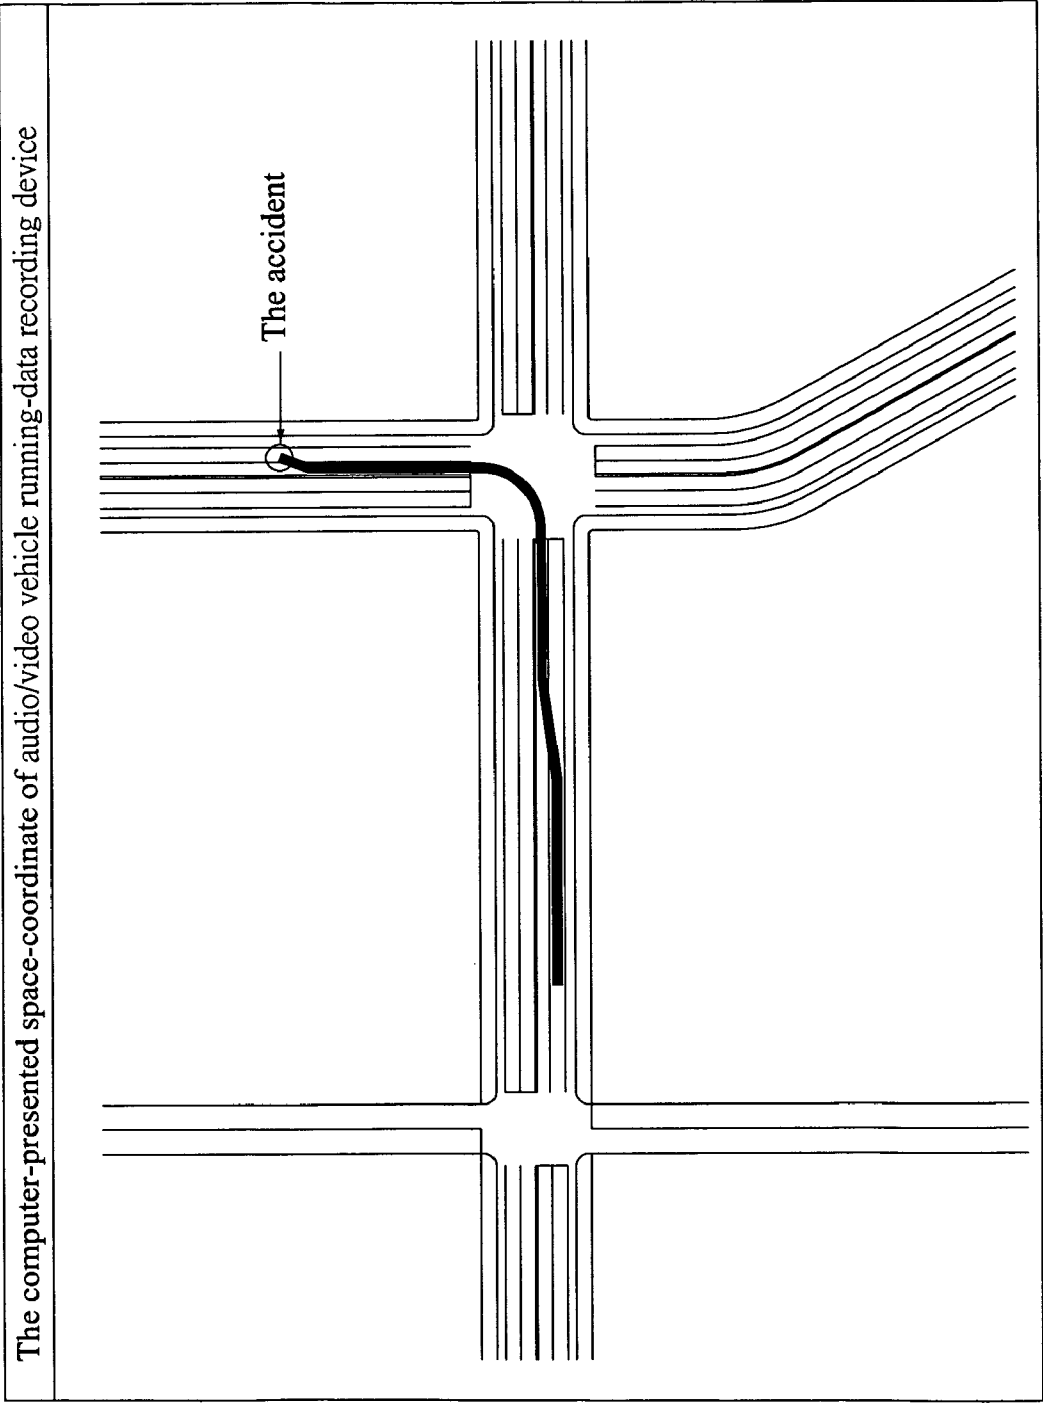 The computer-presented space-coordinate of audio/video vehicle running-data recording device
The accident